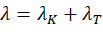 λ = λ_K + λ_T